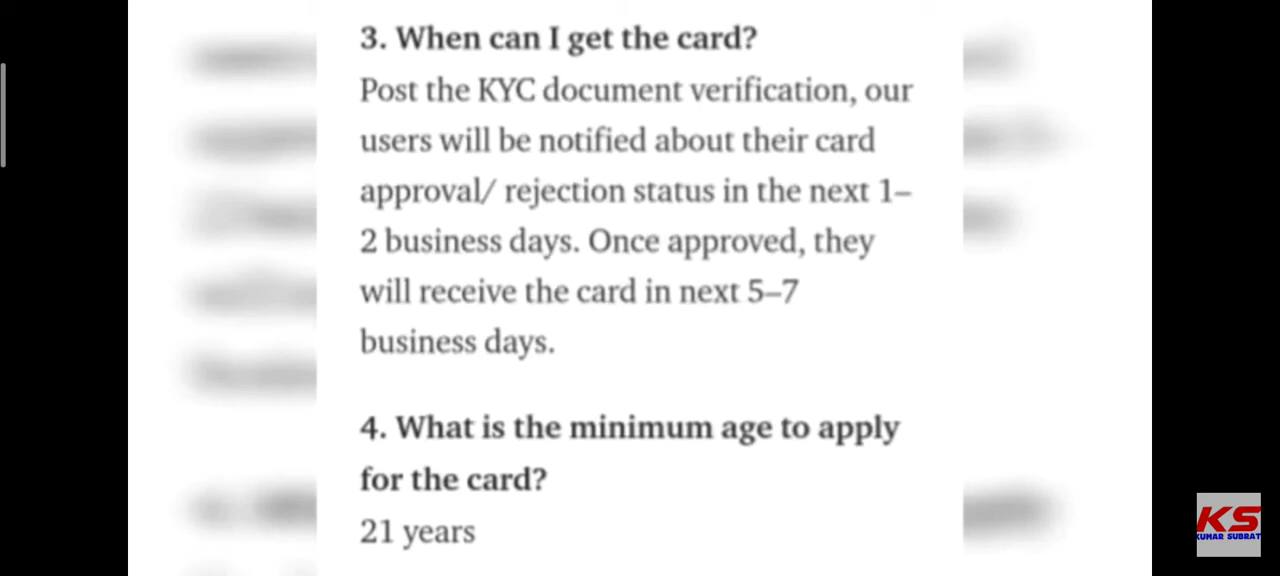 3. When can I get the card?
Post the KYC document verification, our
users will be notified about their card
approval/ rejection status in the next 1–
2 business days. Once approved, they
will receive the card in next 5–7
business days.
4. What is the minimum age to apply
for the card?
21 years
KS
KUMAR SUBRAT